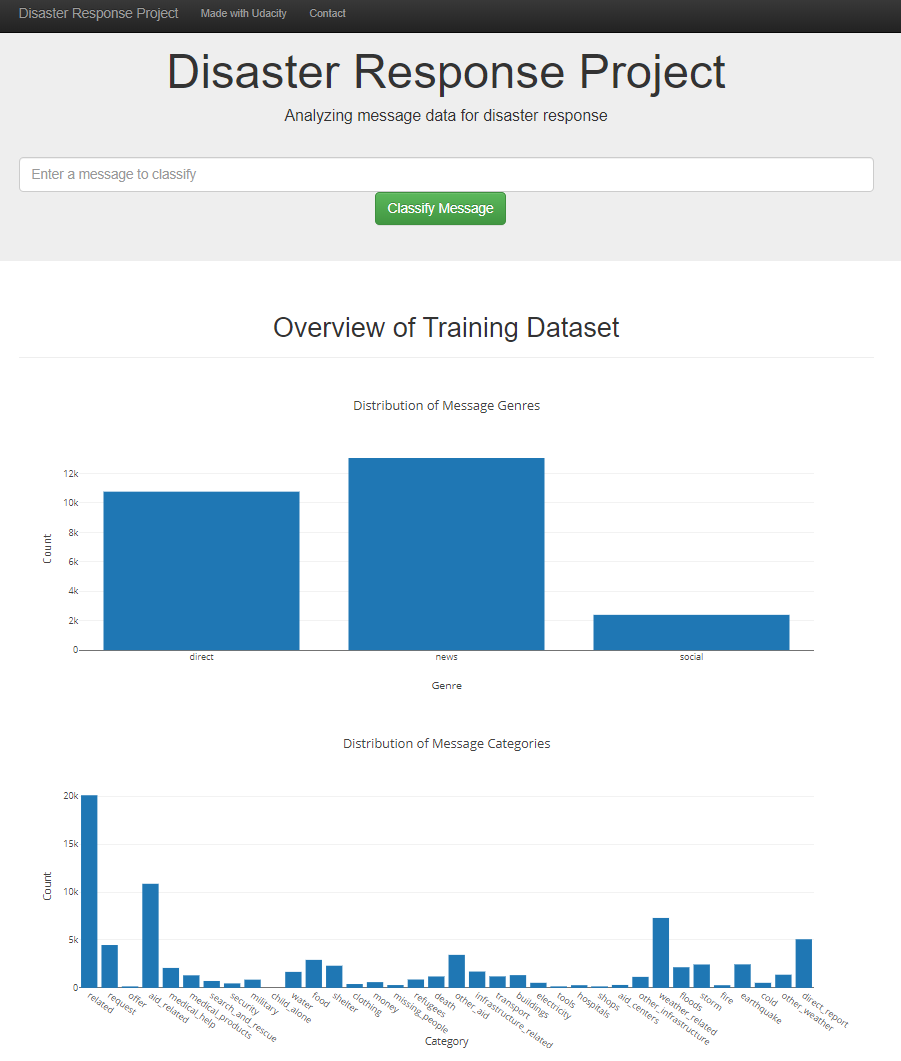 Disaster Response Project Made with Udacity Contact
Disaster Response Project
Analyzing message data for disaster response
Enter a message to classify
Classify Message
Overview of Training Dataset
Distribution of Message Genres
12k
10k
8k
6k
4k
2k
0
Count
direct news social
Genre
Distribution of Message Categories
20k
15k
10k
5k
0
Count
related
request
offer
aid_related
medical_help
medical_products
search_and_rescue
security
military
child_alone
water
food
shelter
clothing
money
missing_people
refugees
death
other_aid
infrastructure_related
transport
buildings
electricity
tools
hospitals
shops
aid_centers
other_infrastructure
weather_related
floods
storm
fire
earthquake
cold
other_weather
direct_report
Category